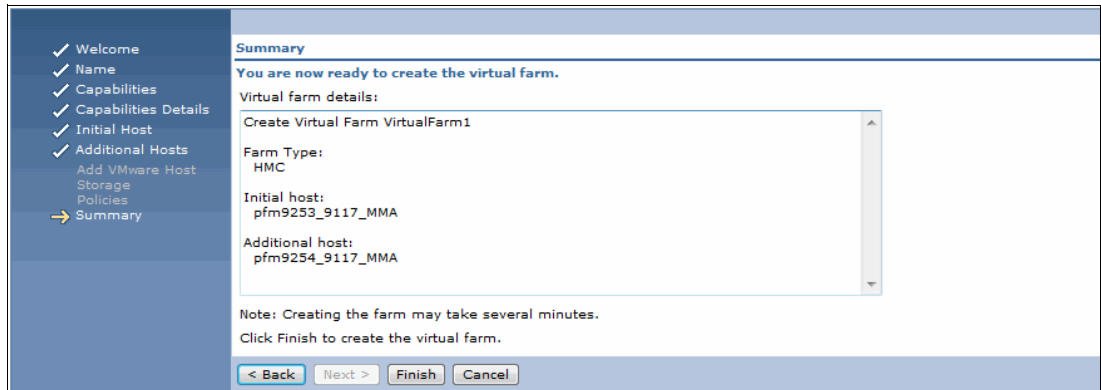 Welcome
Name
Capabilities
Capabilities Details
Initial Host
Additional Hosts
Add VMware Host
Storage
Policies
Summary
Summary
You are now ready to create the virtual farm.
Virtual farm details:
Create Virtual Farm VirtualFarm1
Farm Type:
HMC
Initial host:
pfm9253_9117_MMA
Additional host:
pfm9254_9117_MMA
Note: Creating the farm may take several minutes.
Click Finish to create the virtual farm.
< Back Next > Finish Cancel